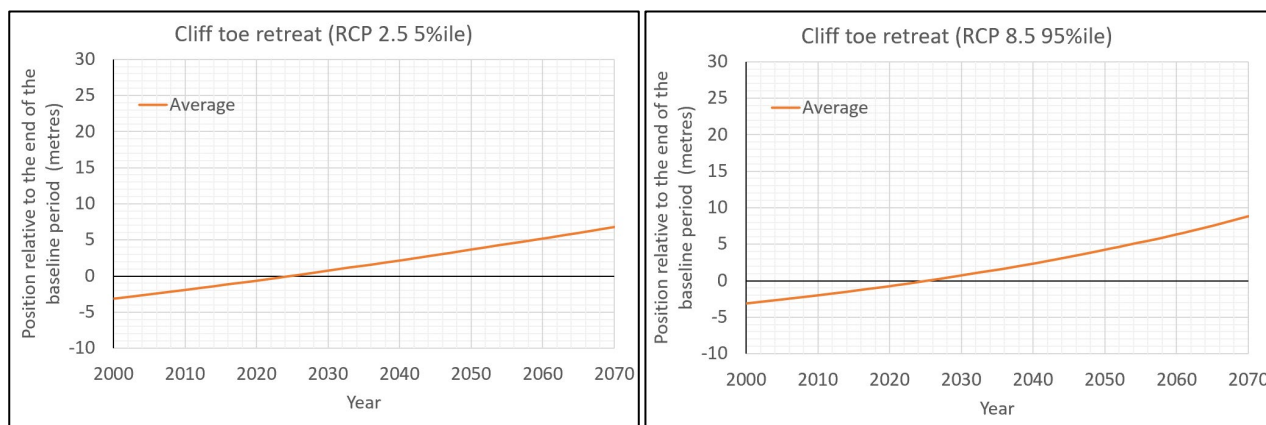 Cliff toe retreat (RCP 2.5 5%ile)
Position relative to the end of the
baseline period (metres)
30
25
20
15
10
5
0
-5
-10
Average
2000 2010 2020 2030 2040 2050 2060 2070
Year
Cliff toe retreat (RCP 8.5 95%ile)
Position relative to the end of the
baseline period (metres)
30
25
20
15
10
5
0
-5
-10
Average
2000 2010 2020 2030 2040 2050 2060 2070
Year